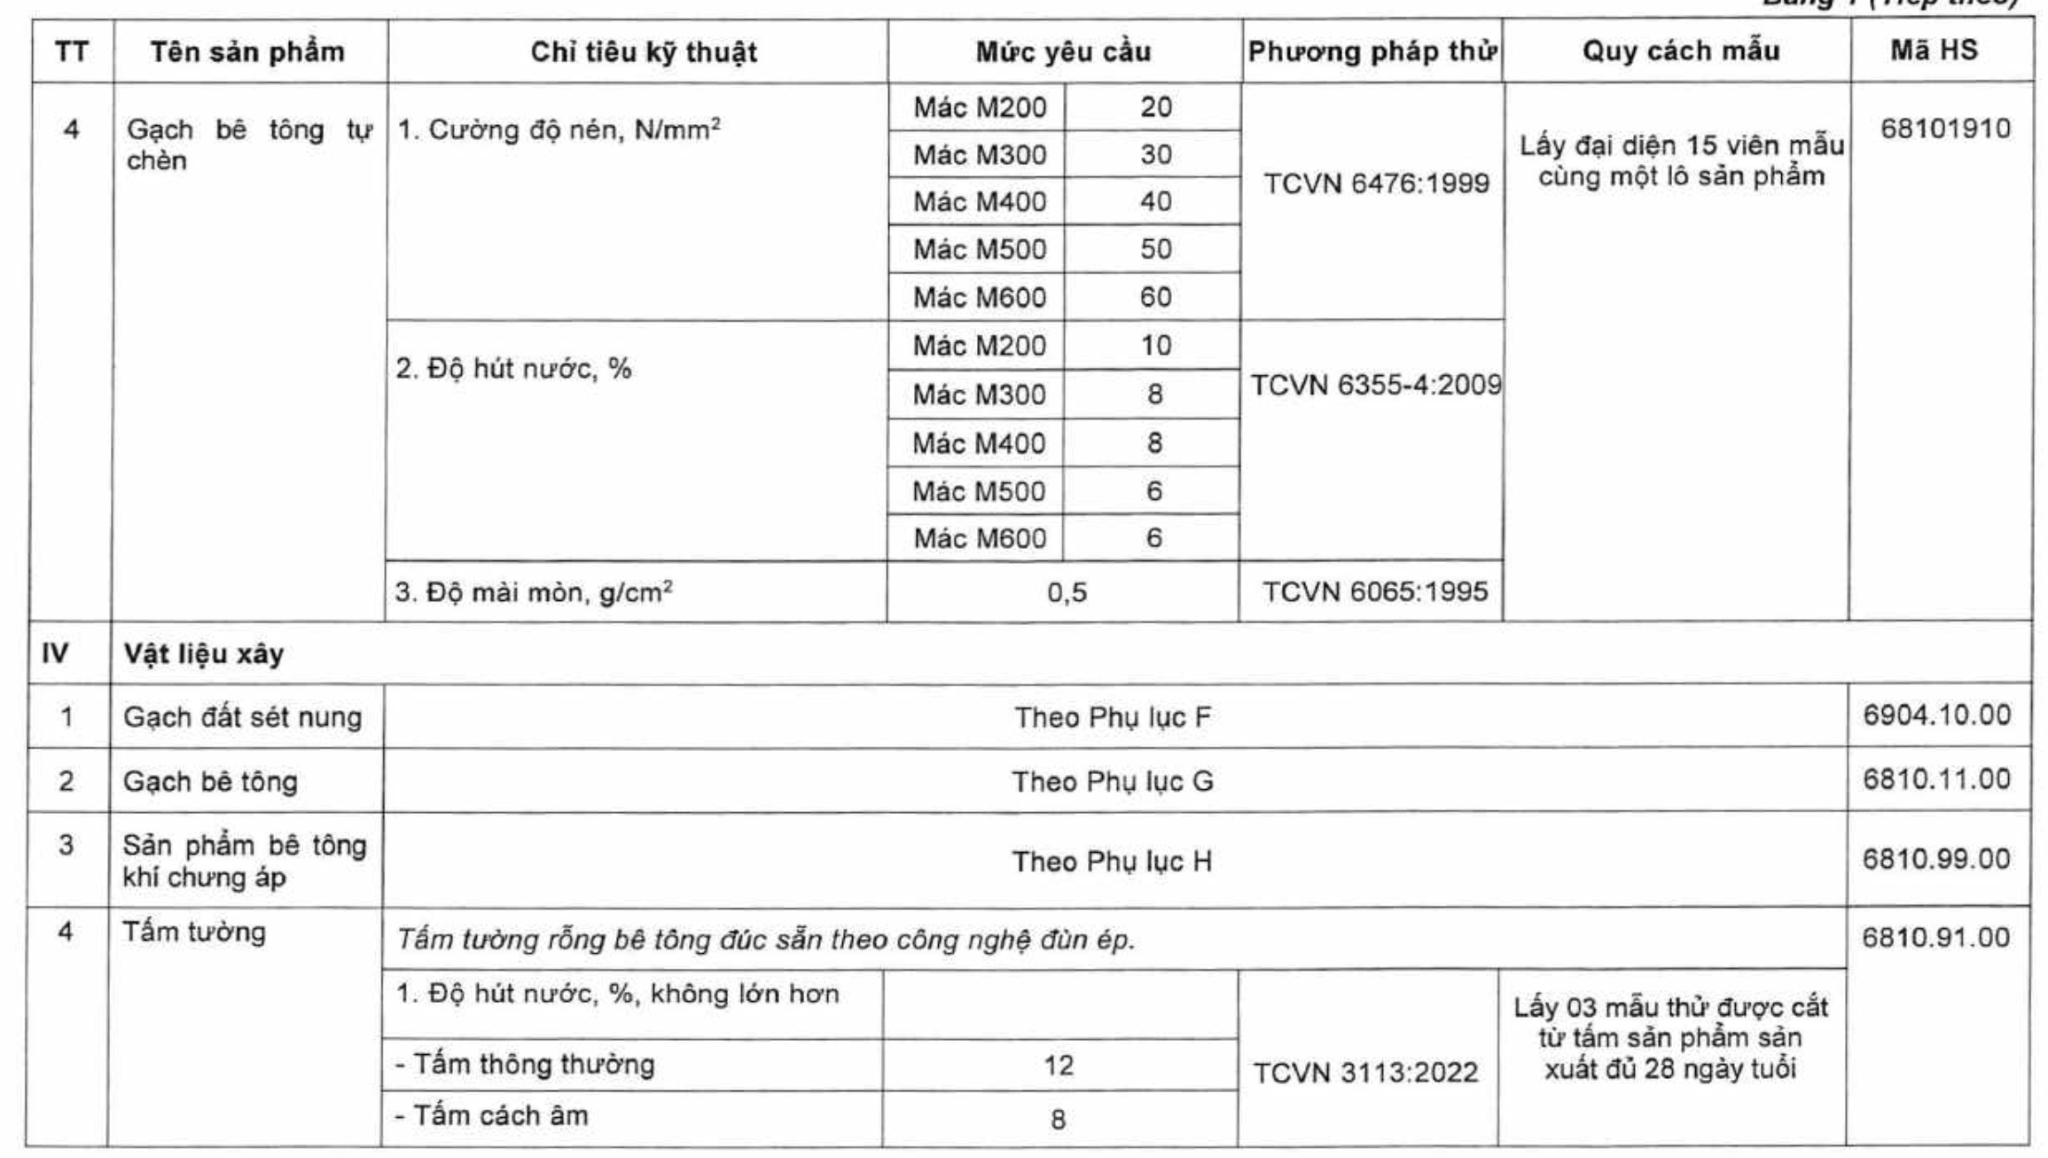 Bảng 1 (Tiếp theo)
TT Tên sản phẩm Chỉ tiêu kỹ thuật Mức yêu cầu Phương pháp thử Quy cách mẫu Mã HS
4 Gạch bê tông tự chèn 1. Cường độ nén, N/mm² Mác M200 20 TCVN 6476:1999 Lấy đại diện 15 viên mẫu cùng một lô sản phẩm 68101910
Mác M300 30
Mác M400 40
Mác M500 50
Mác M600 60
2. Độ hút nước, % Mác M200 10 TCVN 6355-4:2009
Mác M300 8
Mác M400 8
Mác M500 6
Mác M600 6
3. Độ mài mòn, g/cm² 0,5 TCVN 6065:1995
IV Vật liệu xây
1 Gạch đất sét nung Theo Phụ lục F 6904.10.00
2 Gạch bê tông Theo Phụ lục G 6810.11.00
3 Sản phẩm bê tông khí chưng áp Theo Phụ lục H 6810.99.00
4 Tấm tường Tấm tường rỗng bê tông đúc sẵn theo công nghệ đùn ép. 6810.91.00
1. Độ hút nước, %, không lớn hơn TCVN 3113:2022 Lấy 03 mẫu thử được cắt từ tấm sản phẩm sản xuất đủ 28 ngày tuổi
- Tấm thông thường 12
- Tấm cách âm 8